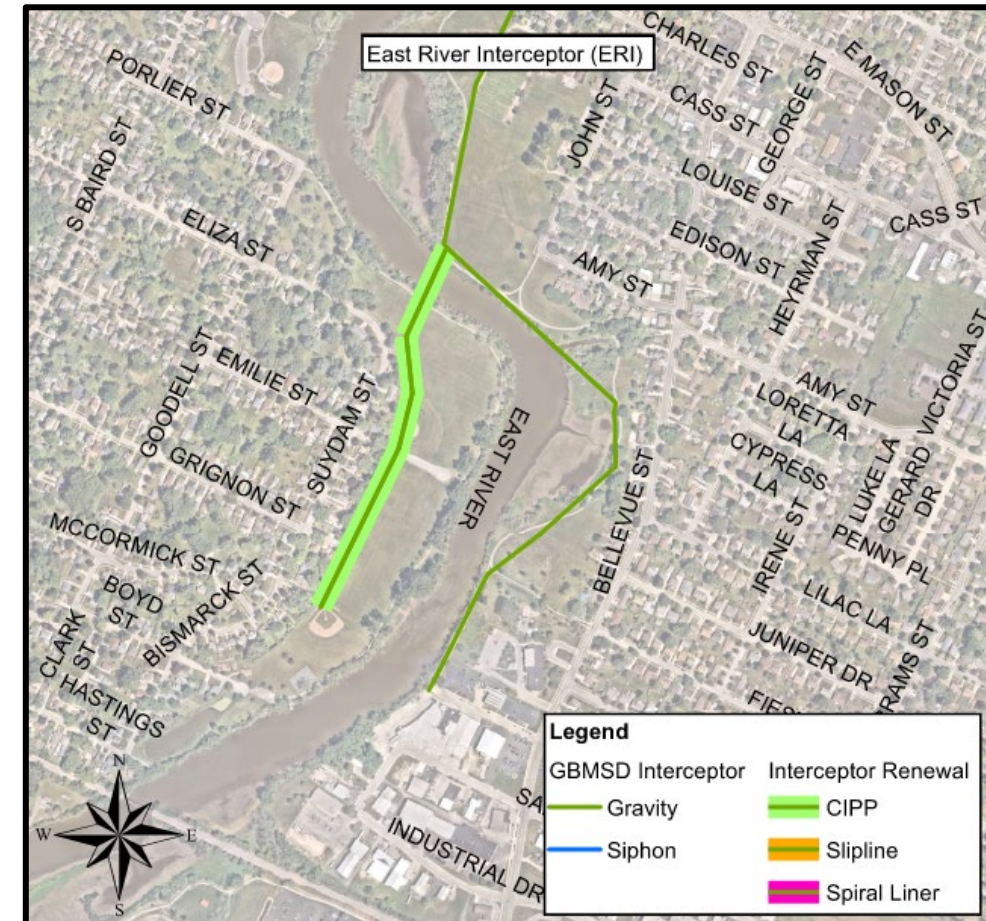 East River Interceptor (ERI)
CHARLES ST
E MASON ST
PORLIER ST
CASS ST
GEORGE ST
JOHN ST
S BAIRD ST
LOUISE ST
CASS ST
ELIZA ST
EDISON ST
HEYRMAN ST
AMY ST
GOODELL ST
EMILIE ST
SUYDAM ST
AMY ST
LORETTA
LA
VICTORIA ST
EAST RIVER
CYPRESS
LA
P LUKE LA
GERARD
DR
GRIGNON ST
BELLEVUE ST
MCCORMICK ST
IRENE ST
PENNY PL
BOYD
ST
BISMARCK ST
LILAC LA
CLARK
ST
JUNIPER DR
RAMS ST
C HASTINGS
ST
FIES
Legend
GBMSD Interceptor
Interceptor Renewal
Gravity
CIPP
Siphon
Slipline
Spiral Liner
SA
INDUSTRIAL DR
N
W
E
S